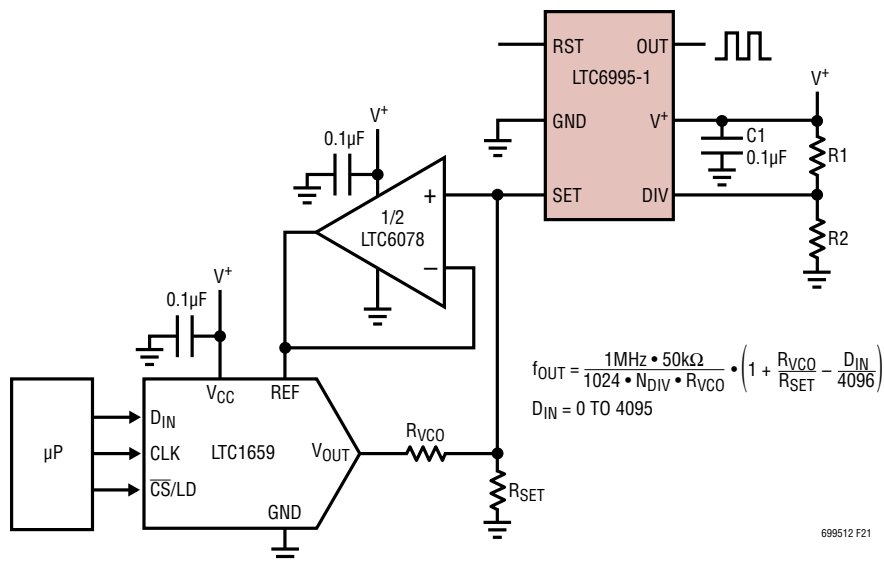 RST
OUT
LTC6995-1
GND
V+
SET
DIV
V+
C1
0.1µF
R1
R2
V+
0.1µF
+
1/2
LTC6078
–
V+
0.1µF
VCC
REF
µP
DIN
CLK
CS/LD
LTC1659
VOUT
GND
RVCO
RSET
fOUT = 1MHz • 50kΩ / 1024 • NDIV • RVCO • (1 + RVCO / RSET – DIN / 4096)
DIN = 0 TO 4095
699512 F21